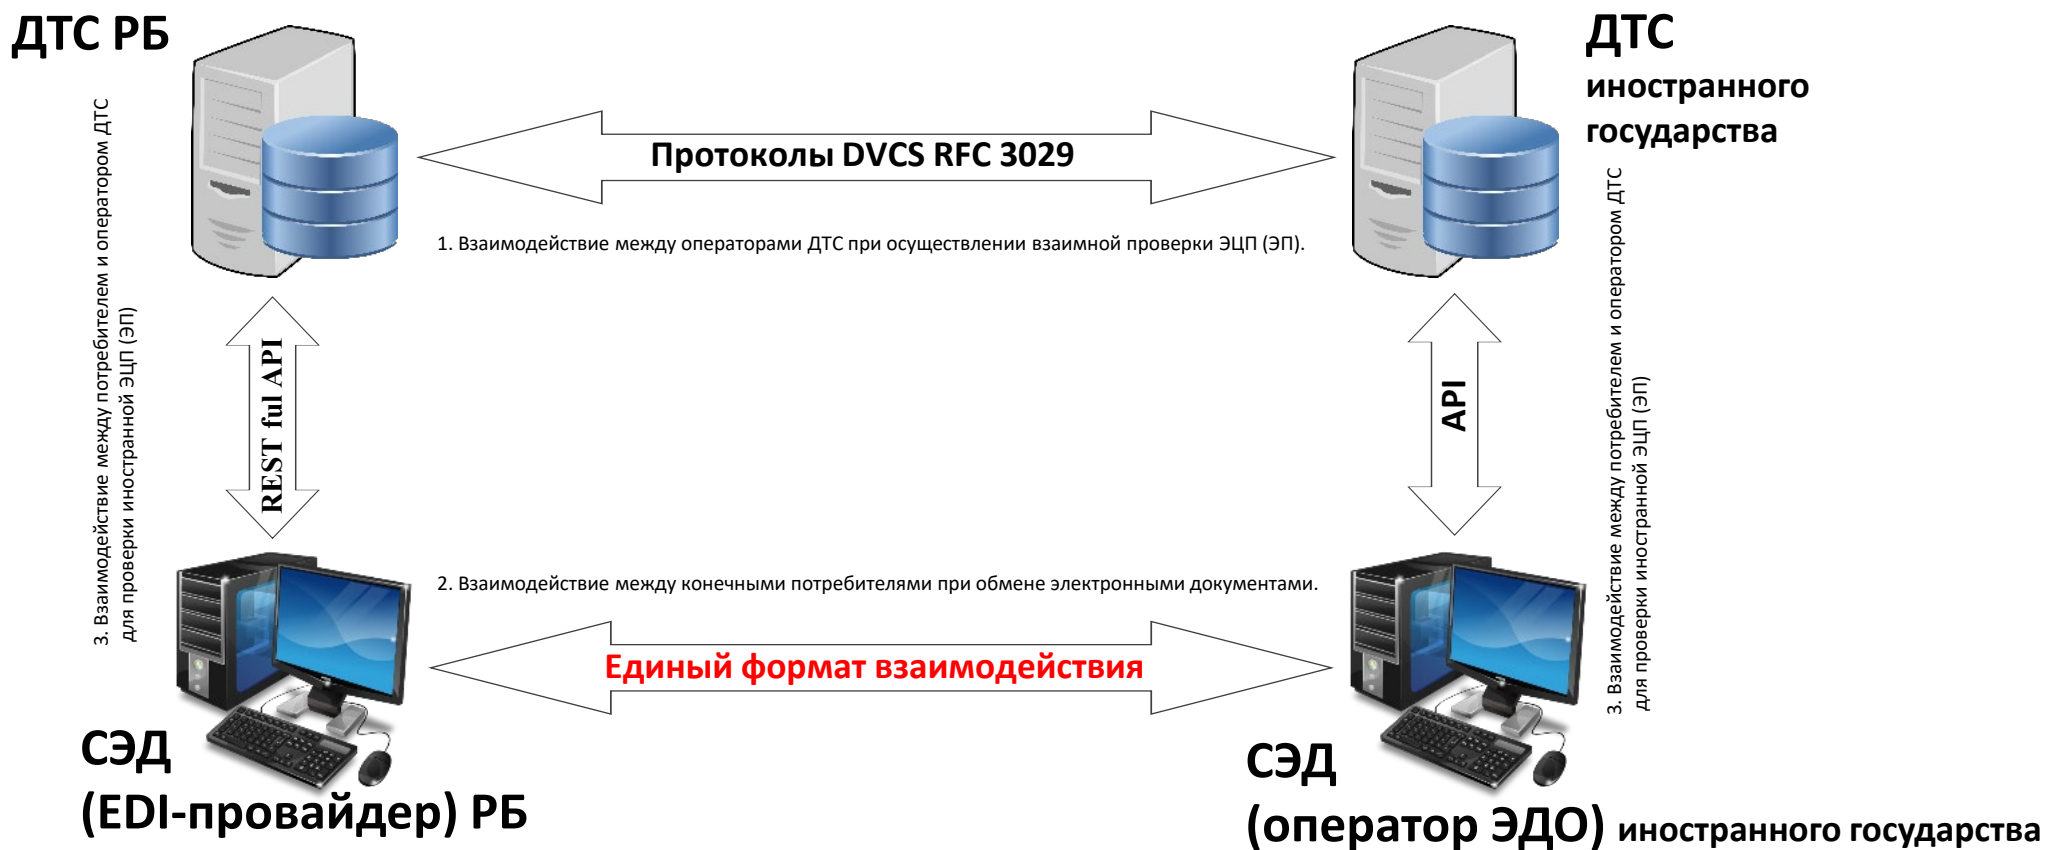 ДТС РБ
ДТС
иностранного
государства
Протоколы DVCS RFC 3029
1. Взаимодействие между операторами ДТС при осуществлении взаимной проверки ЭЦП (ЭП).
3. Взаимодействие между потребителем и оператором ДТС
для проверки иностранной ЭЦП (ЭП)
REST ful API
API
3. Взаимодействие между потребителем и оператором ДТС
для проверки иностранной ЭЦП (ЭП)
2. Взаимодействие между конечными потребителями при обмене электронными документами.
Единый формат взаимодействия
СЭД
(EDI-провайдер) РБ
СЭД
(оператор ЭДО) иностранного государства